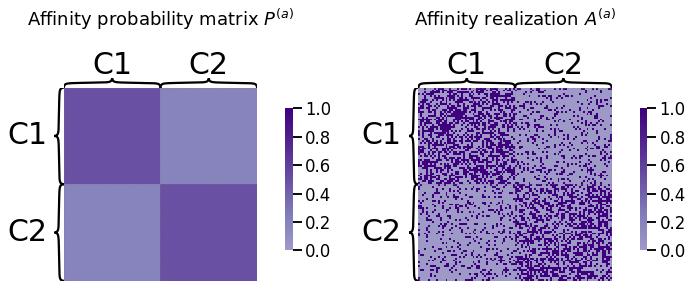 Affinity probability matrix P^(a)
C1 C2
C1
C2
1.0
0.8
0.6
0.4
0.2
0.0
Affinity realization A^(a)
C1 C2
C1
C2
1.0
0.8
0.6
0.4
0.2
0.0